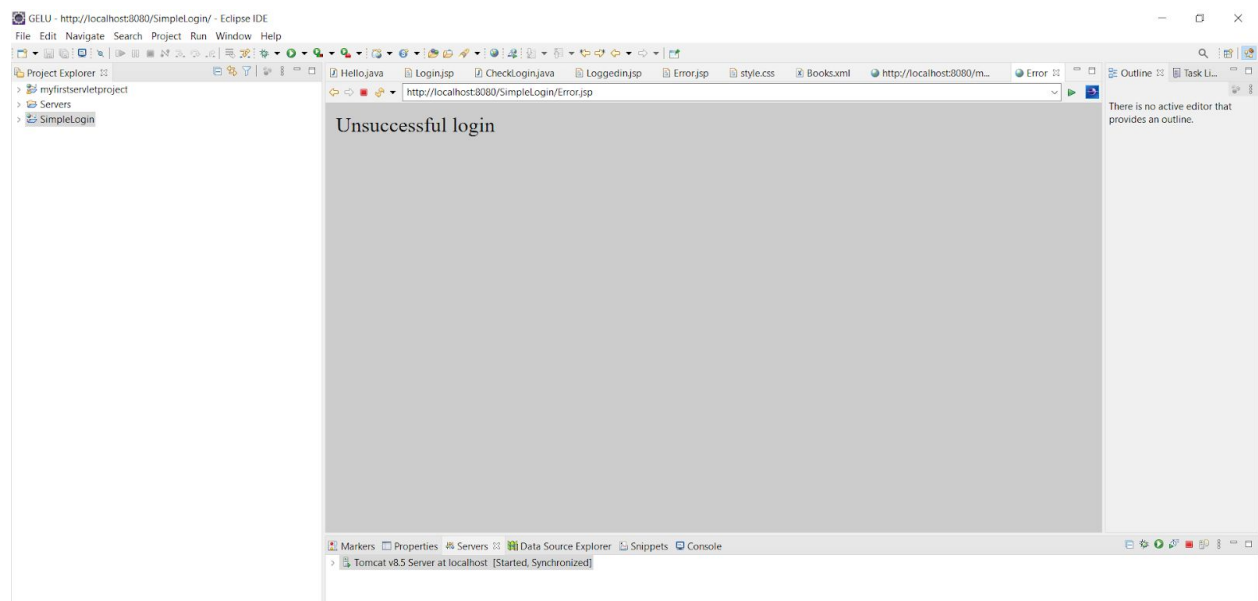 GELU - http://localhost:8080/SimpleLogin/ - Eclipse IDE
File Edit Navigate Search Project Run Window Help
Project Explorer
Hello.java Login.jsp CheckLogin.java Loggedin.jsp Error.jsp style.css Books.xml http://localhost:8080/m... Error
Outline Task Li...
myfirstservletproject
Servers
SimpleLogin
http://localhost:8080/SimpleLogin/Error.jsp
Unsuccessful login
There is no active editor that
provides an outline.
Markers Properties Servers Data Source Explorer Snippets Console
Tomcat v8.5 Server at localhost [Started, Synchronized]